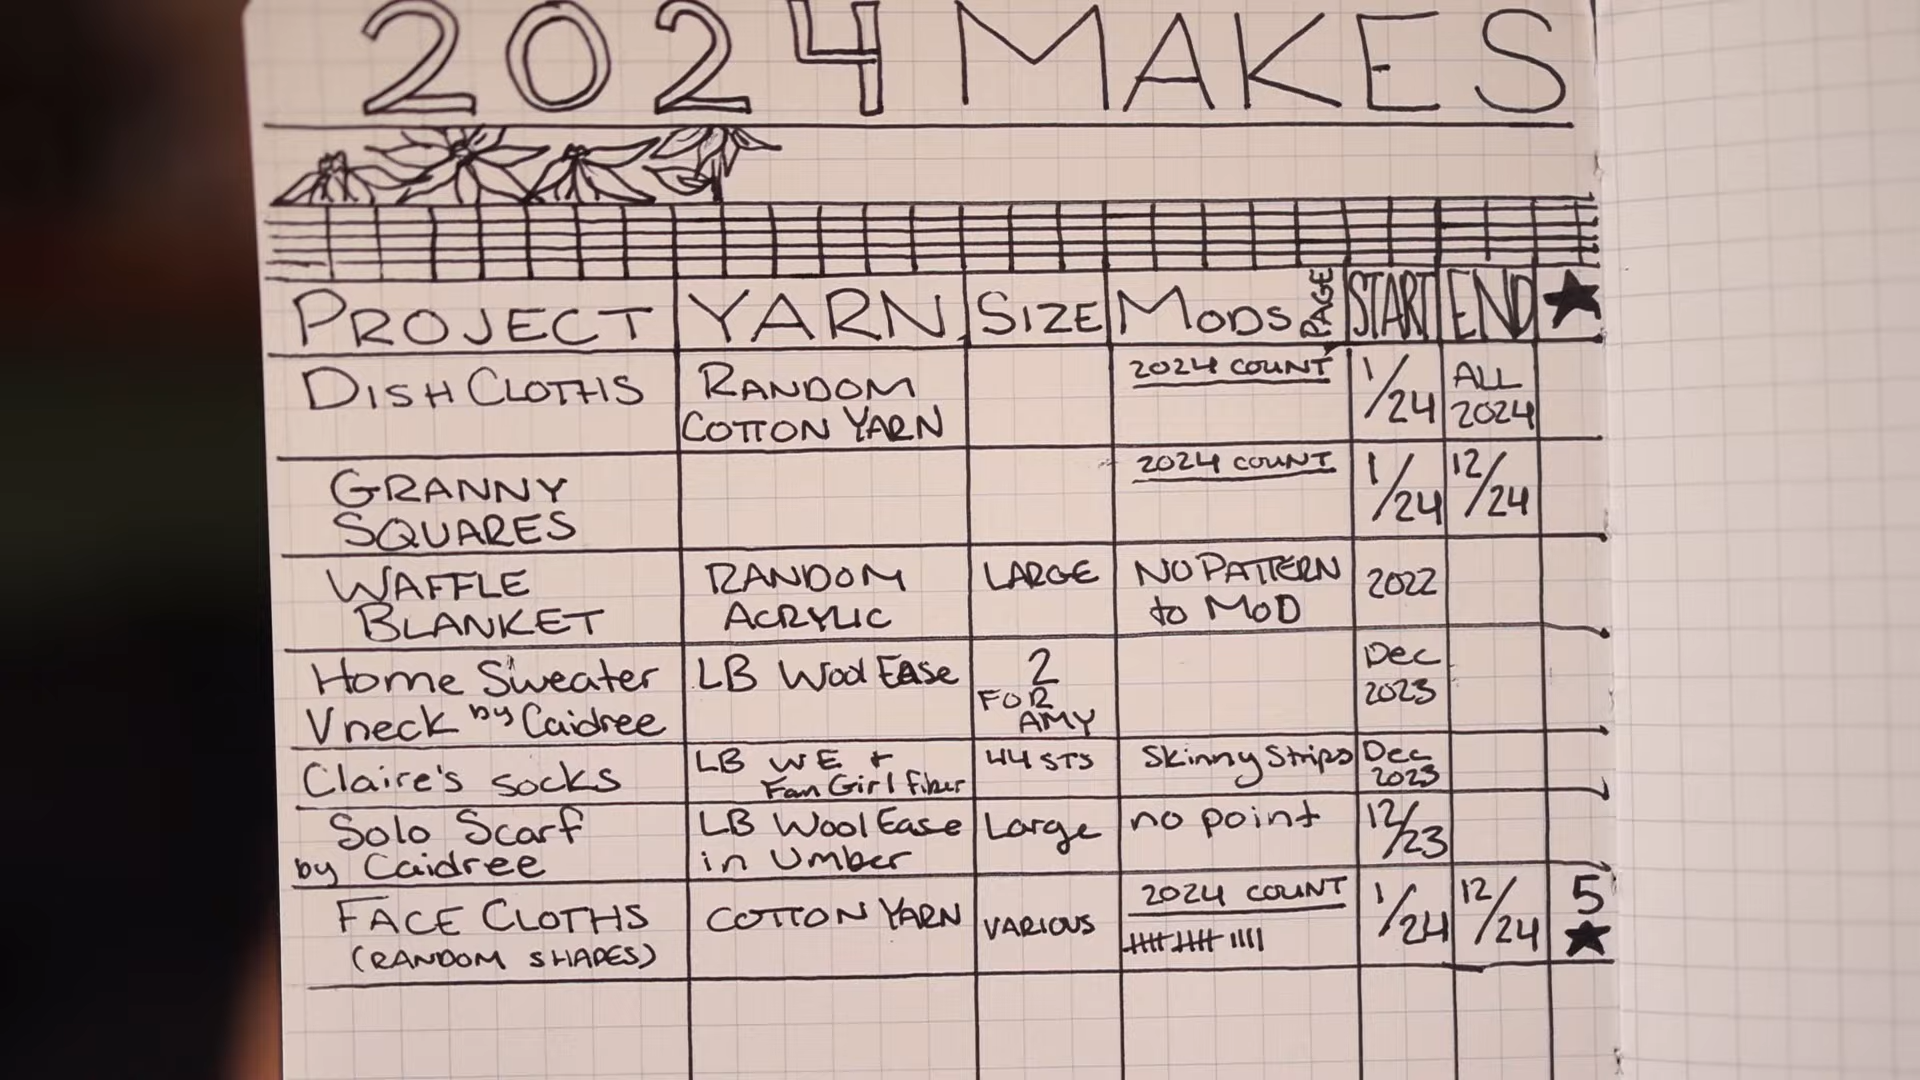 2024 MAKES
PROJECT YARN SIZE MODS PAGE START END ★
DISH CLOTHS RANDOM COTTON YARN 2024 COUNT 1/24 ALL 2024
GRANNY SQUARES 2024 COUNT 1/24 12/24
WAFFLE BLANKET RANDOM ACRYLIC LARGE NO PATTERN to MOD 2022
Home Sweater Vneck by Caidree LB Wool EAse 2 FOR AMY Dec 2023
Claire's socks LB WE + Fan Girl Fiber 44 STS Skinny Strips Dec 2023
Solo Scarf by Caidree LB Wool Ease in Umber Large no point 12/23
FACE CLOTHS (RANDOM SHAPES) COTTON YARN VARIOUS 2024 COUNT 1/24 12/24 5 ★